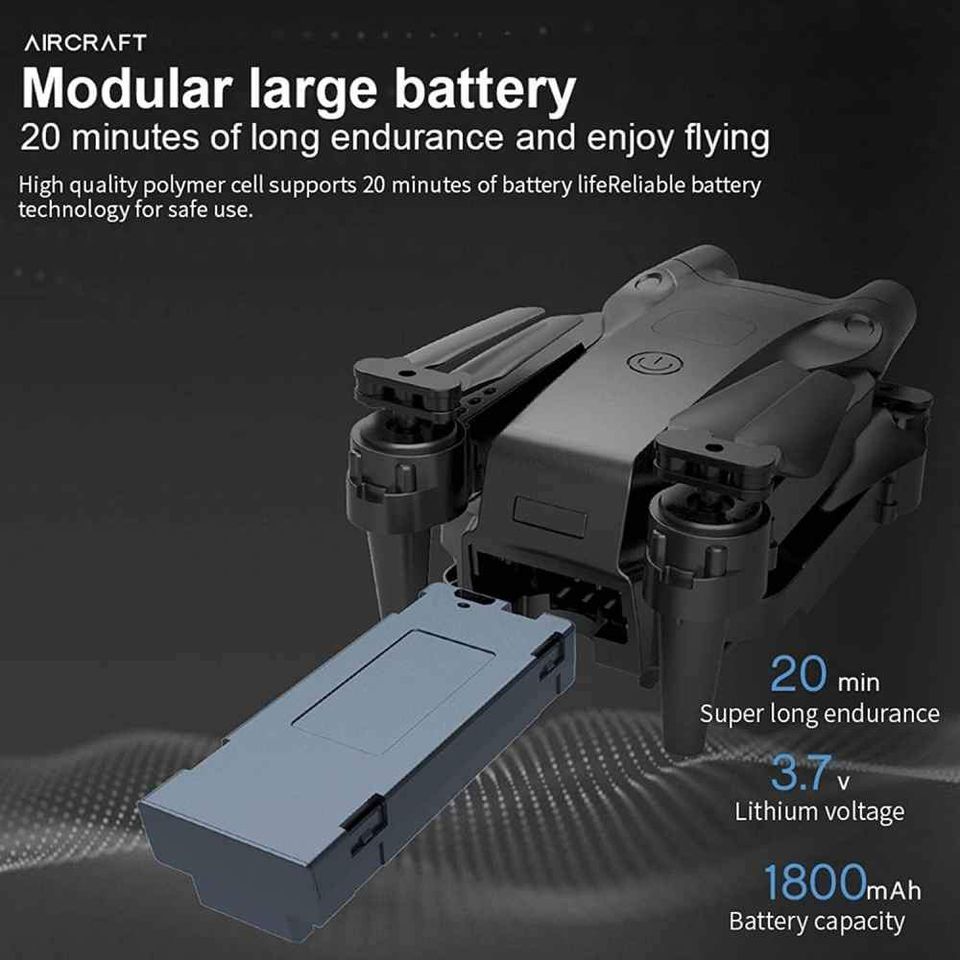 AIRCRAFT
Modular large battery
20 minutes of long endurance and enjoy flying
High quality polymer cell supports 20 minutes of battery lifeReliable battery
technology for safe use.
20 min
Super long endurance
3.7 v
Lithium voltage
1800mAh
Battery capacity